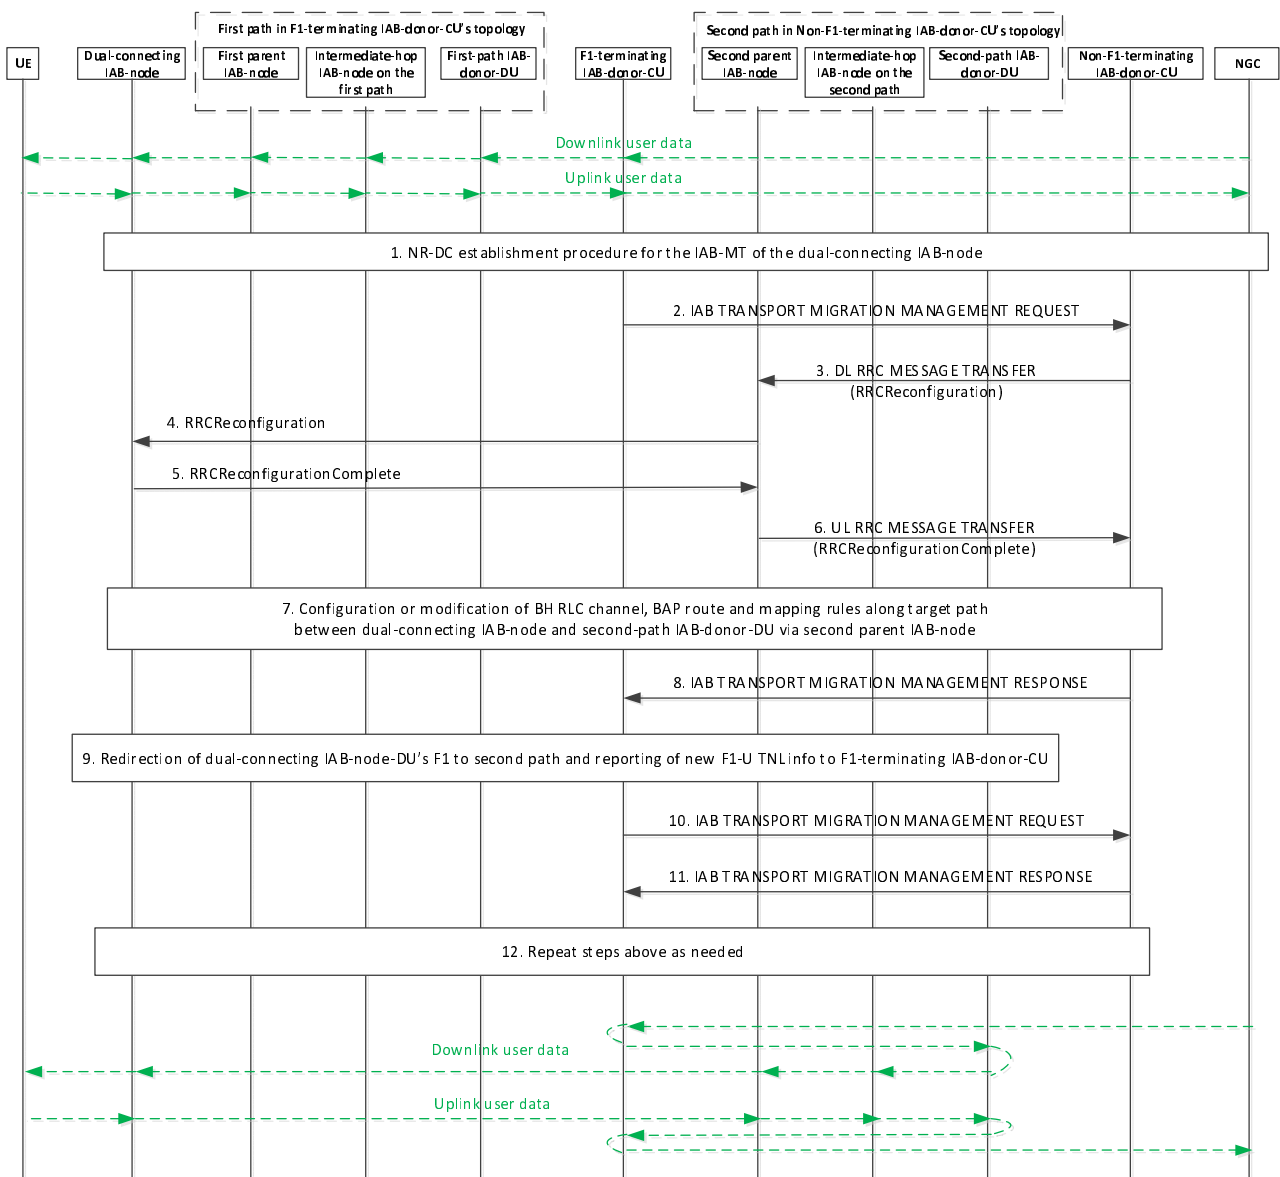 First path in F1-terminating IAB-donor-CU's topology
Second path in Non-F1-terminating IAB-donor-CU's topology
UE
Dual-connecting
IAB-node
First parent
IAB-node
Intermediate-hop
IAB-node on the
first path
First-path IAB-
donor-DU
F1-terminating
IAB-donor-CU
Second parent
IAB-node
Intermediate-hop
IAB-node on the
second path
Second-path IAB-
donor-DU
Non-F1-terminating
IAB-donor-CU
NGC
Downlink user data
Uplink user data
1. NR-DC establishment procedure for the IAB-MT of the dual-connecting IAB-node
2. IAB TRANSPORT MIGRATION MANAGEMENT REQUEST
3. DL RRC MESSAGE TRANSFER
(RRCReconfiguration)
4. RRCReconfiguration
5. RRCReconfigurationComplete
6. UL RRC MESSAGE TRANSFER
(RRCReconfigurationComplete)
7. Configuration or modification of BH RLC channel, BAP route and mapping rules along target path
between dual-connecting IAB-node and second-path IAB-donor-DU via second parent IAB-node
8. IAB TRANSPORT MIGRATION MANAGEMENT RESPONSE
9. Redirection of dual-connecting IAB-node-DU's F1 to second path and reporting of new F1-U TNL info to F1-terminating IAB-donor-CU
10. IAB TRANSPORT MIGRATION MANAGEMENT REQUEST
11. IAB TRANSPORT MIGRATION MANAGEMENT RESPONSE
12. Repeat steps above as needed
Downlink user data
Uplink user data